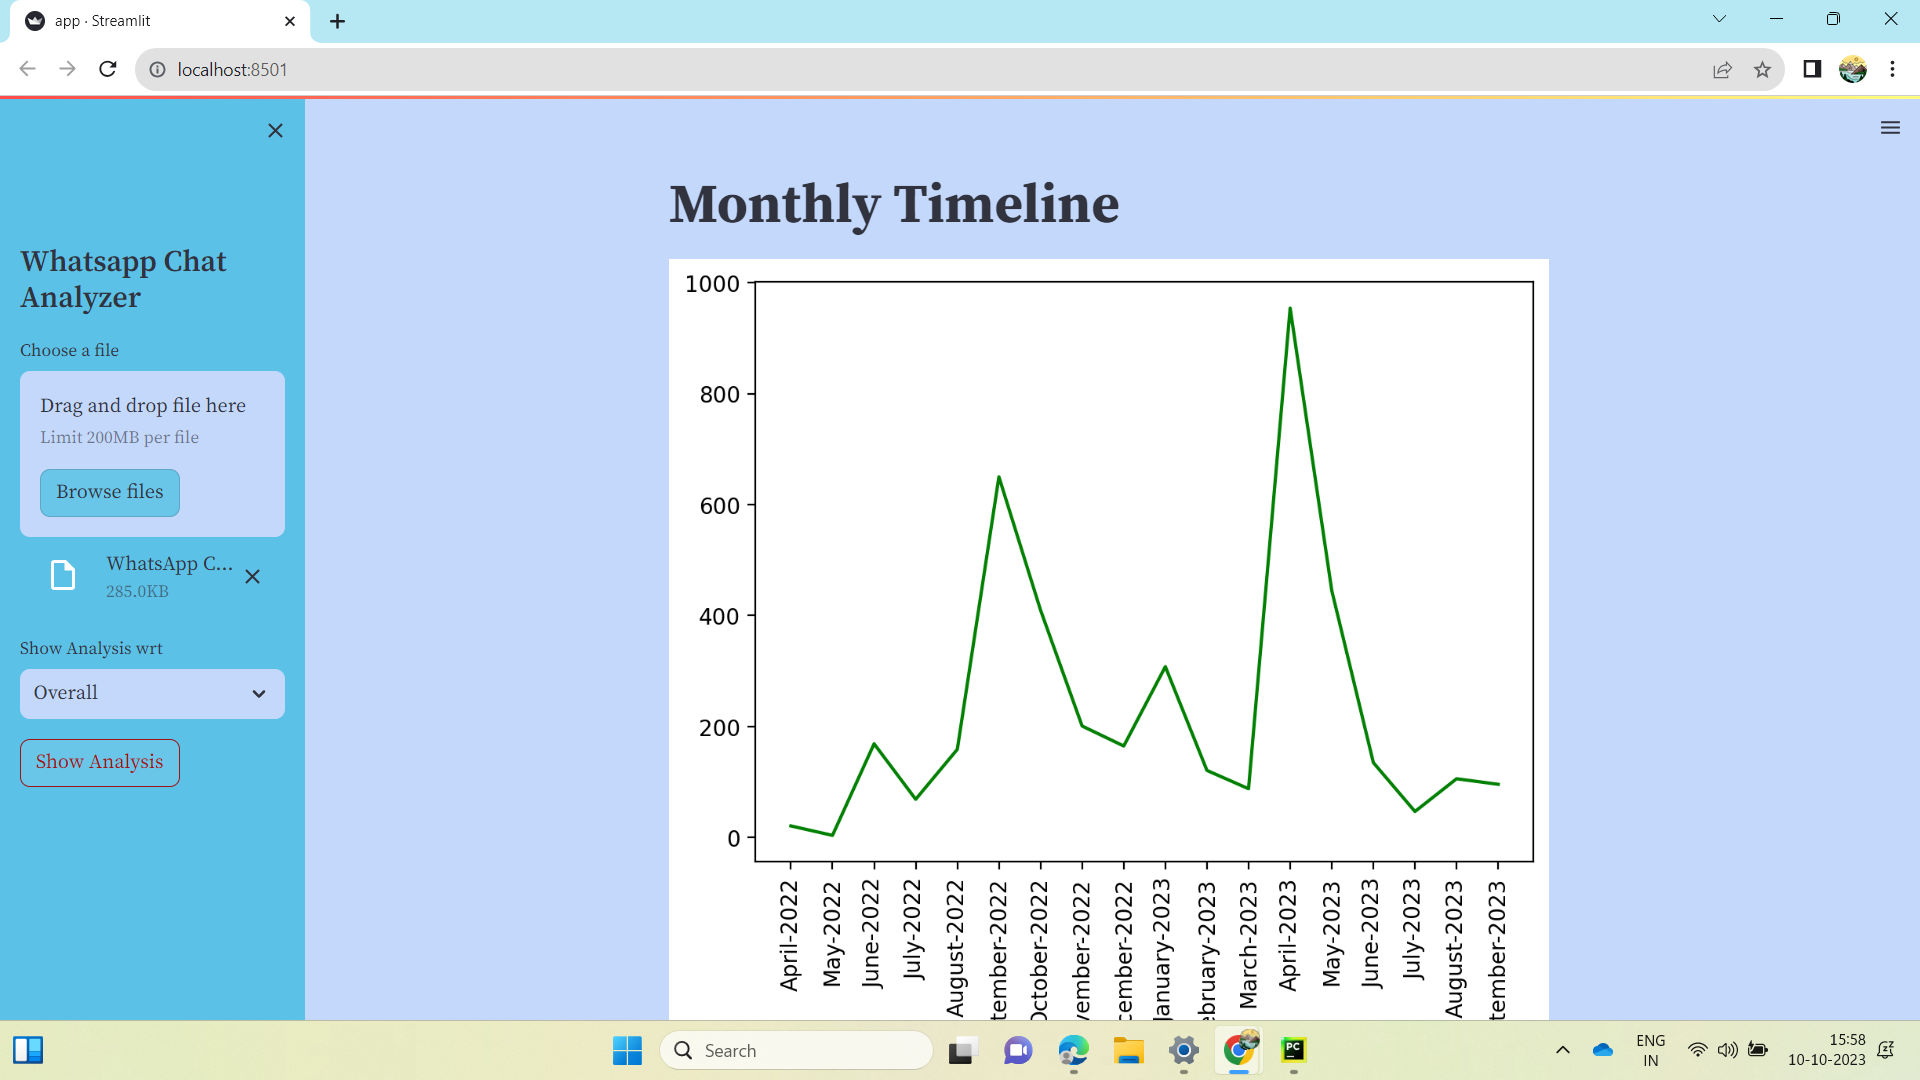 app · Streamlit
localhost:8501
Whatsapp Chat
Analyzer
Choose a file
Drag and drop file here
Limit 200MB per file
Browse files
WhatsApp C...
285.0KB
Show Analysis wrt
Overall
Show Analysis
Monthly Timeline
1000
800
600
400
200
0
April-2022
May-2022
June-2022
July-2022
August-2022
tember-2022
October-2022
vember-2022
cember-2022
January-2023
ebruary-2023
March-2023
April-2023
May-2023
June-2023
July-2023
August-2023
tember-2023
Search
PC
ENG
IN
15:58
10-10-2023